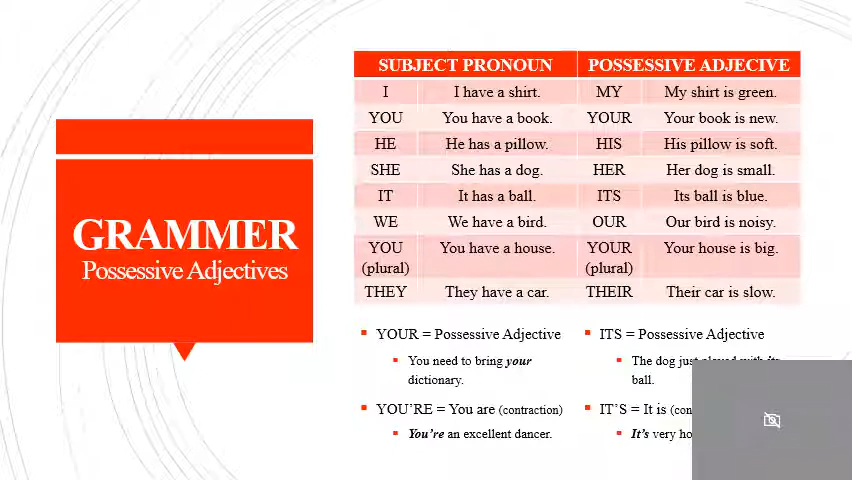 GRAMMER
Possessive Adjectives
SUBJECT PRONOUN POSSESSIVE ADJECIVE
I I have a shirt. MY My shirt is green.
YOU You have a book. YOUR Your book is new.
HE He has a pillow. HIS His pillow is soft.
SHE She has a dog. HER Her dog is small.
IT It has a ball. ITS Its ball is blue.
WE We have a bird. OUR Our bird is noisy.
YOU You have a house. YOUR Your house is big.
(plural) (plural)
THEY They have a car. THEIR Their car is slow.
YOUR = Possessive Adjective
You need to bring your
dictionary.
YOU'RE = You are (contraction)
You're an excellent dancer.
ITS = Possessive Adjective
The dog just played with its
ball.
IT'S = It is
It's very